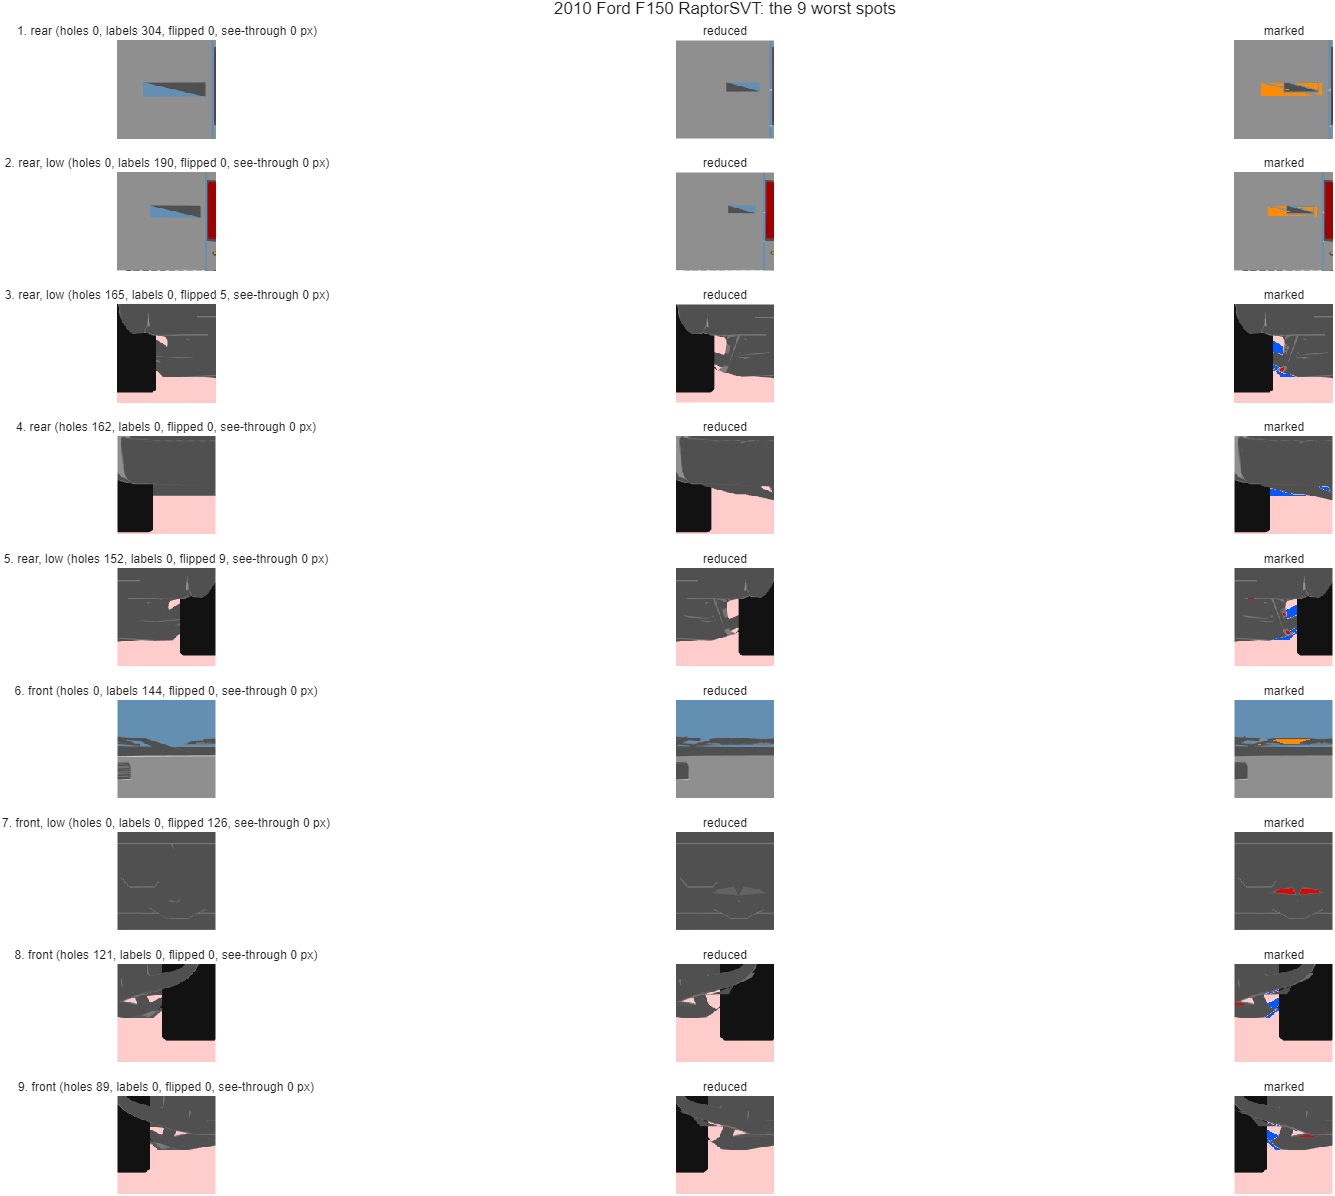 2010 Ford F150 RaptorSVT: the 9 worst spots
1. rear (holes 0, labels 304, flipped 0, see-through 0 px)
reduced
marked
2. rear, low (holes 0, labels 190, flipped 0, see-through 0 px)
reduced
marked
3. rear, low (holes 165, labels 0, flipped 5, see-through 0 px)
reduced
marked
4. rear (holes 162, labels 0, flipped 0, see-through 0 px)
reduced
marked
5. rear, low (holes 152, labels 0, flipped 9, see-through 0 px)
reduced
marked
6. front (holes 0, labels 144, flipped 0, see-through 0 px)
reduced
marked
7. front, low (holes 0, labels 0, flipped 126, see-through 0 px)
reduced
marked
8. front (holes 121, labels 0, flipped 0, see-through 0 px)
reduced
marked
9. front (holes 89, labels 0, flipped 0, see-through 0 px)
reduced
marked